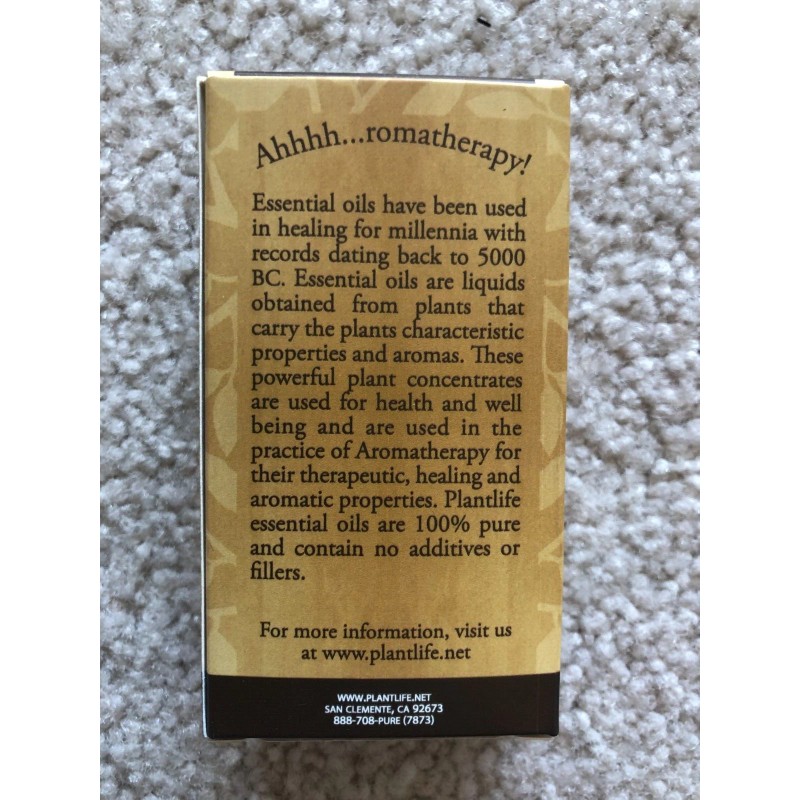 Ahhhh...romatherapy!
Essential oils have been used
in healing for millennia with
records dating back to 5000
BC. Essential oils are liquids
obtained from plants that
carry the plants characteristic
properties and aromas. These
powerful plant concentrates
are used for health and well
being and are used in the
practice of Aromatherapy for
their therapeutic, healing and
aromatic properties. Plantlife
essential oils are 100% pure
and contain no additives or
fillers.
For more information, visit us
at www.plantlife.net
WWW.PLANTLIFE.NET
SAN CLEMENTE, CA 92673
888-708-PURE (7873)